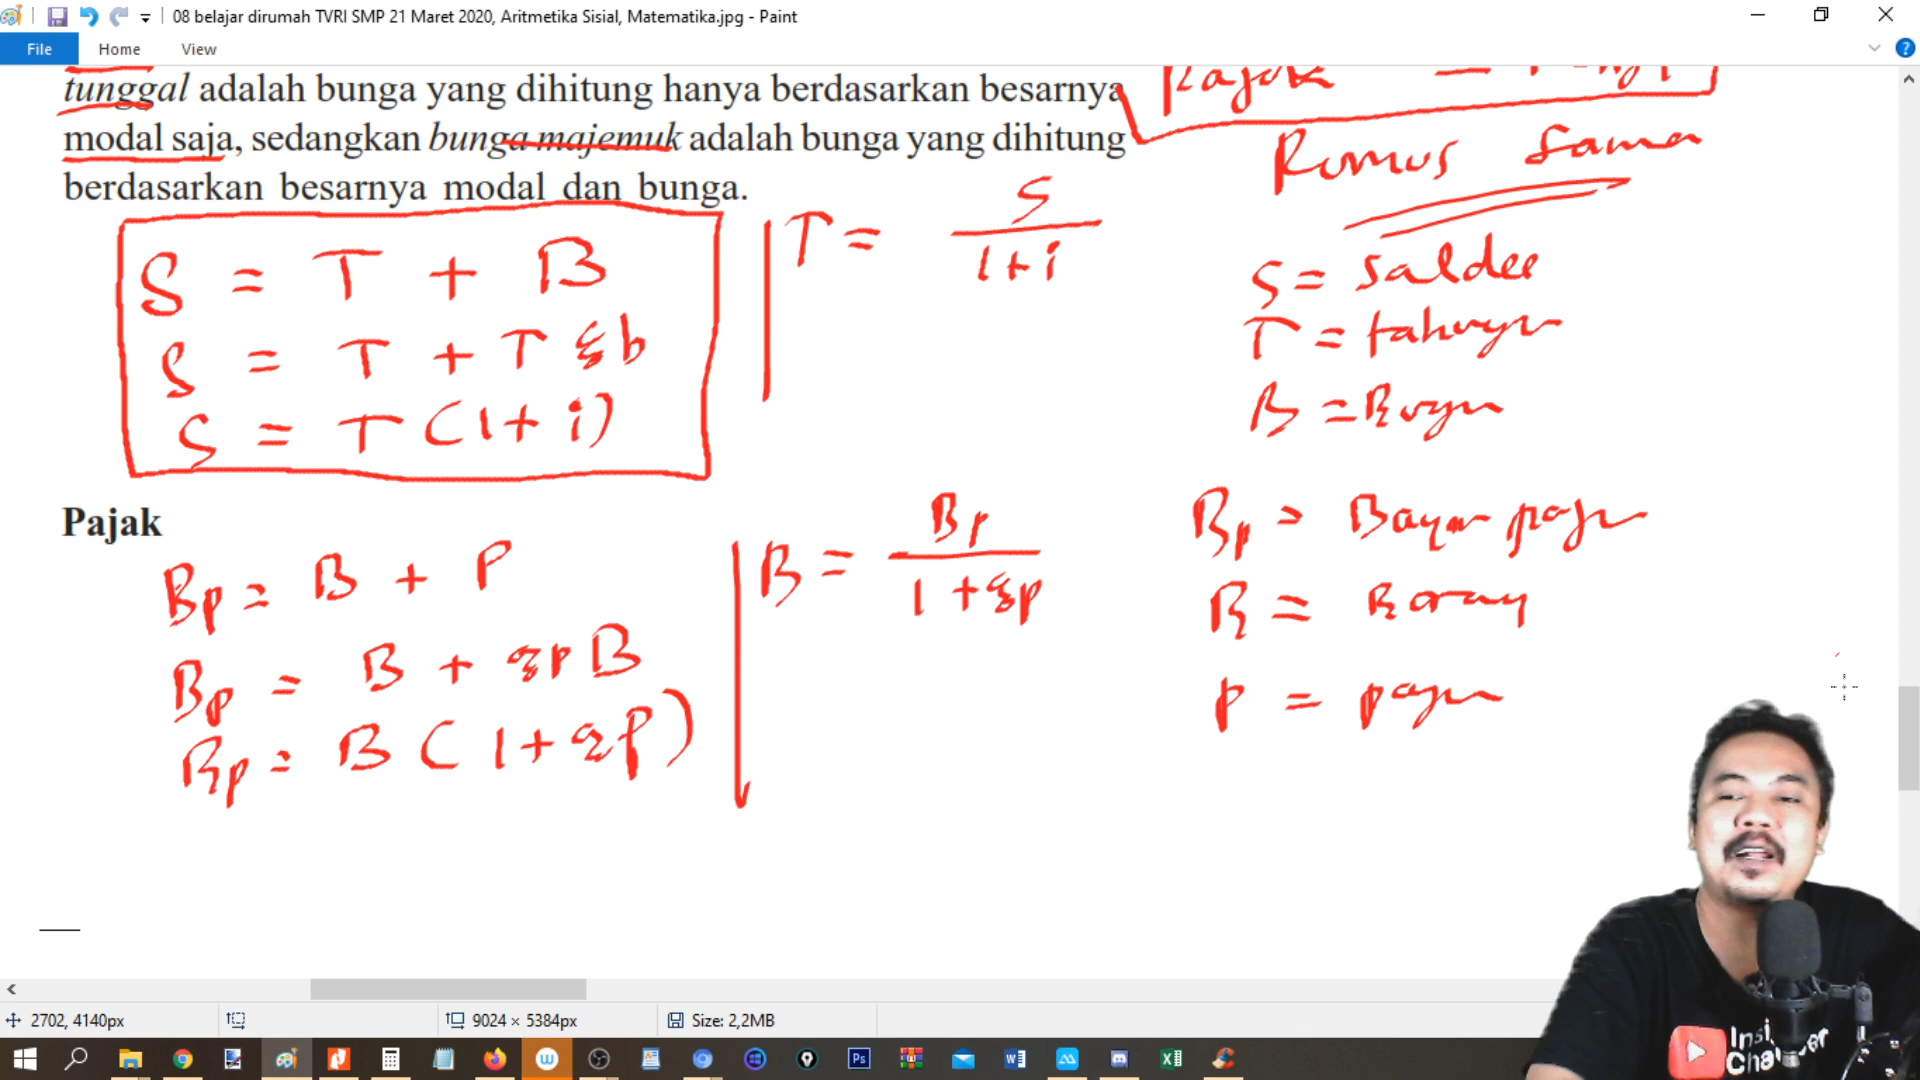 08 belajar dirumah TVRI SMP 21 Maret 2020, Aritmetika Sisial, Matematika.jpg - Paint
File Home View
tunggal adalah bunga yang dihitung hanya berdasarkan besarnya
modal saja, sedangkan bunga majemuk adalah bunga yang dihitung
berdasarkan besarnya modal dan bunga.
Rumus Sama
S = T + B
S = T + T %b
S = T (1 + i)
T = S / 1 + i
S = Saldo
T =
B = Bunga
Pajak
Bp = B + P
Bp = B + %p B
Bp = B (1 + %p)
B = Bp / 1 + %p
Bp = Bayar pajak
B =
P = pajak
2702, 4140px
9024 × 5384px
Size: 2,2MB